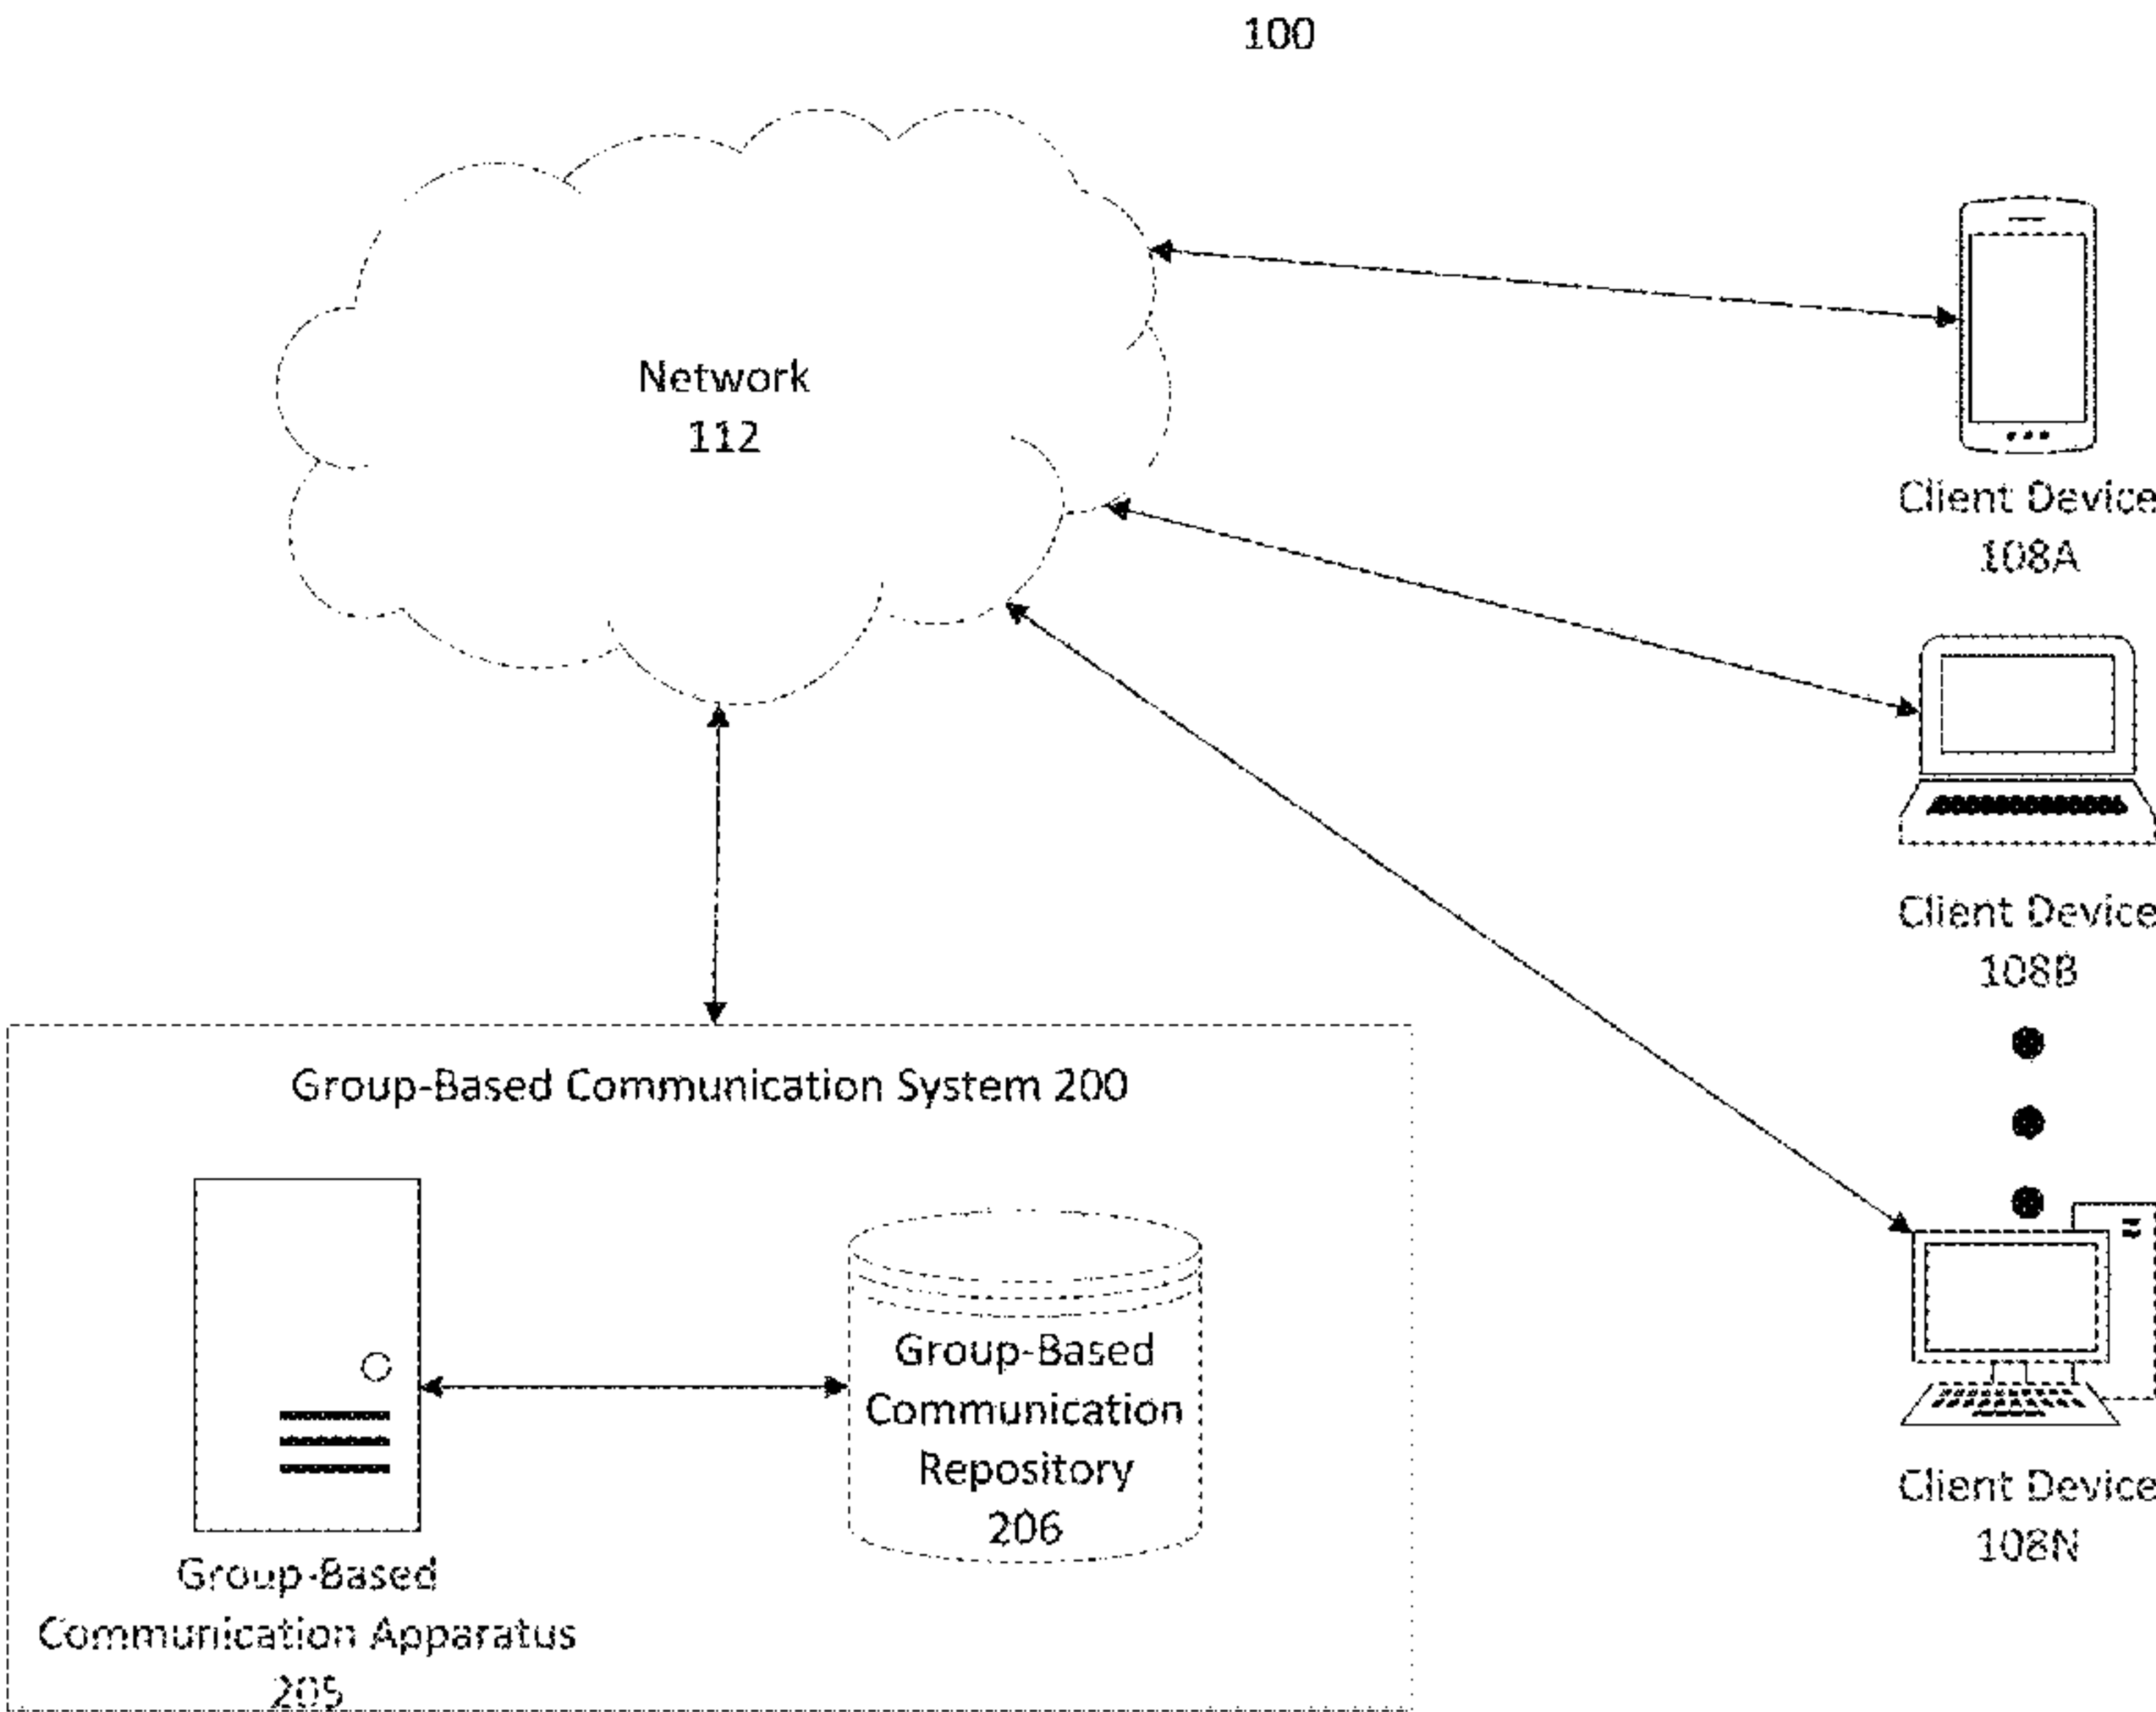 100
Network
112
Client Device
108A
Client Device
108B
Group-Based Communication System 200
Group-Based
Communication
Repository
206
Group-Based
Communication Apparatus
205
Client Device
108N